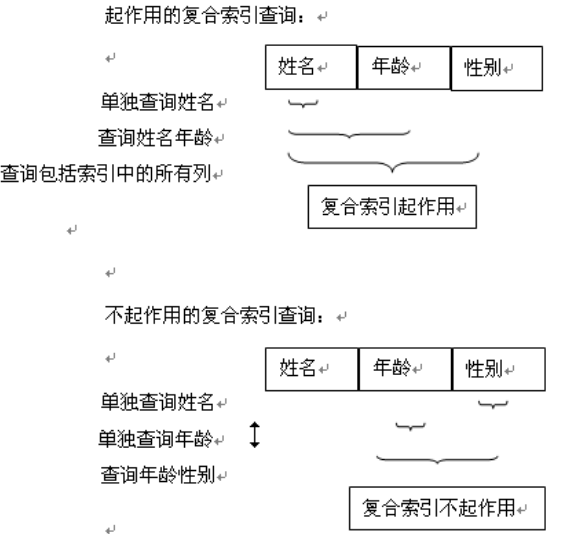 起作用的复合索引查询：
姓名 年龄 性别
单独查询姓名
查询姓名年龄
查询包括索引中的所有列
复合索引起作用
不起作用的复合索引查询：
姓名 年龄 性别
单独查询姓名
单独查询年龄
查询年龄性别
复合索引不起作用